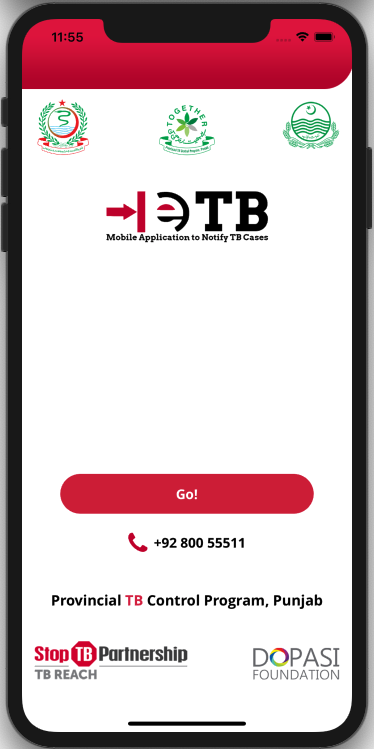 11:55
TOGETHER
TB
Mobile Application to Notify TB Cases
Go!
+92 800 55511
Provincial TB Control Program, Punjab
Stop TB Partnership
TB REACH
DOPASI
FOUNDATION